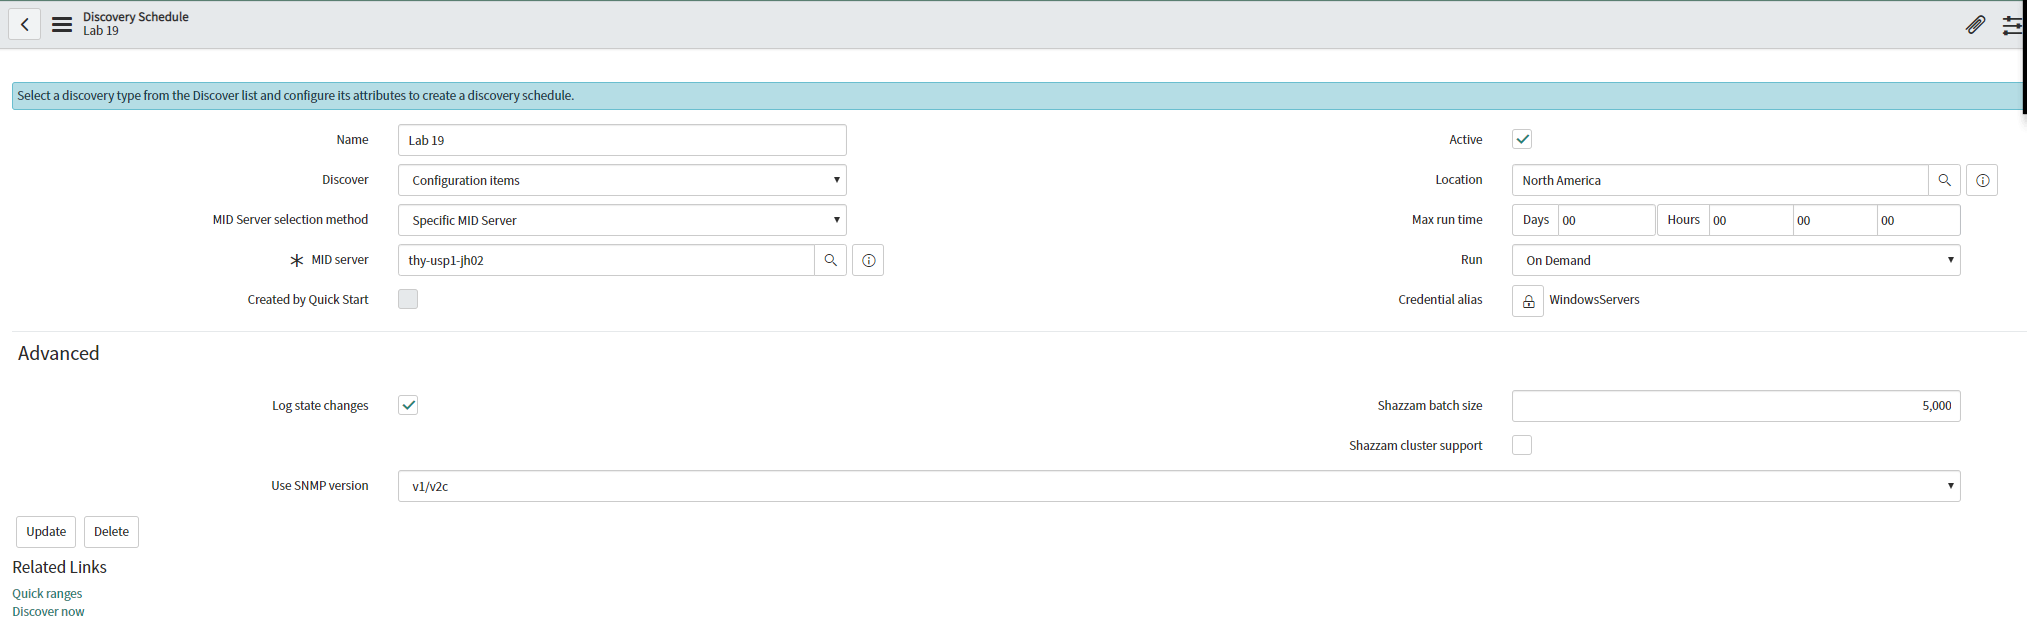 Discovery Schedule
Lab 19
Select a discovery type from the Discover list and configure its attributes to create a discovery schedule.
Name Lab 19
Active
Discover Configuration items
Location North America
MID Server selection method Specific MID Server
Max run time Days 00 Hours 00 00 00
MID server thy-usp1-jh02
Run On Demand
Created by Quick Start
Credential alias WindowsServers
Advanced
Log state changes
Shazzam batch size 5,000
Shazzam cluster support
Use SNMP version v1/v2c
Update Delete
Related Links
Quick ranges
Discover now